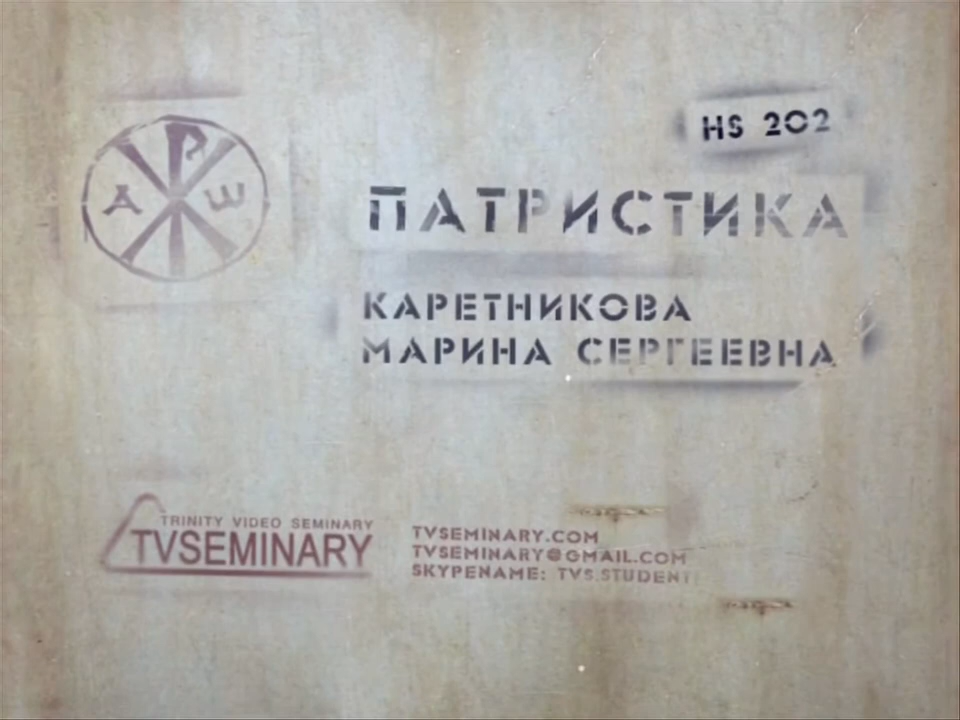 HS 202
ПАТРИСТИКА
КАРЕТНИКОВА
МАРИНА СЕРГЕЕВНА
TRINITY VIDEO SEMINARY
TVSEMINARY
TVSEMINARY.COM
TVSEMINARY@GMAIL.COM
SKYPENAME: TVS.STUDENT